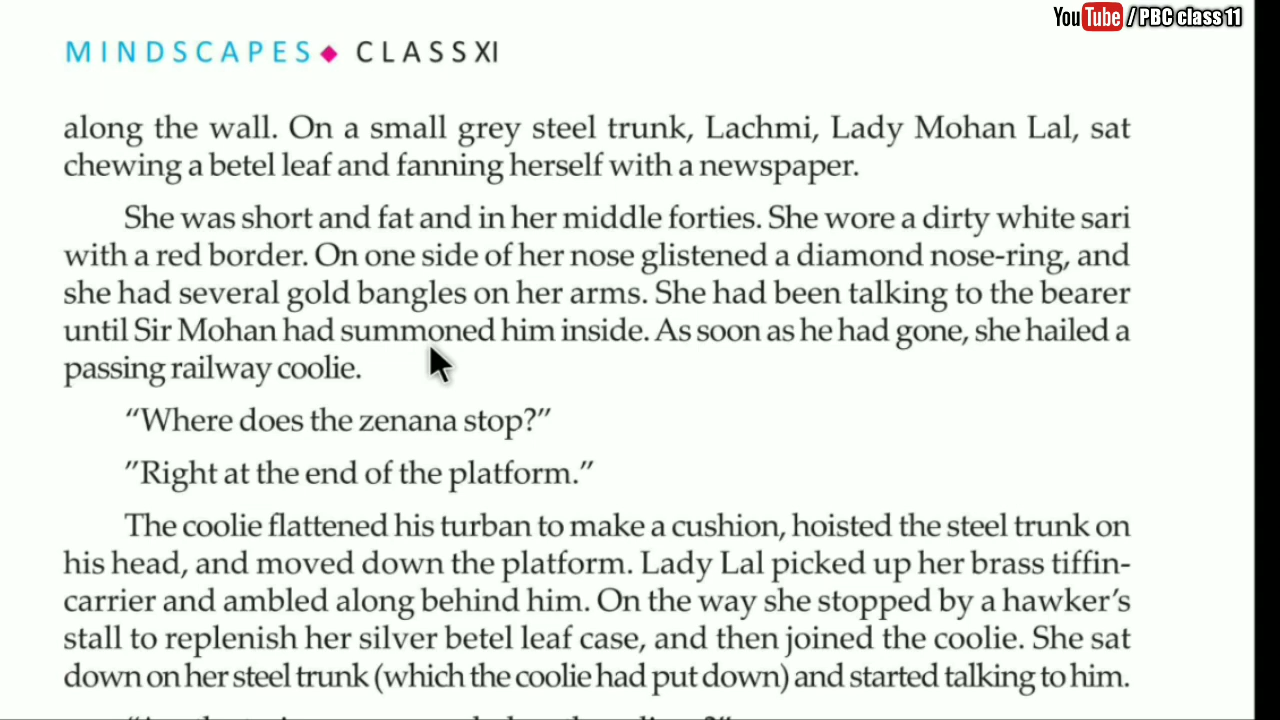 YouTube / PBC class 11
MINDSCAPES◆ CLASS XI
along the wall. On a small grey steel trunk, Lachmi, Lady Mohan Lal, sat
chewing a betel leaf and fanning herself with a newspaper.
She was short and fat and in her middle forties. She wore a dirty white sari
with a red border. On one side of her nose glistened a diamond nose-ring, and
she had several gold bangles on her arms. She had been talking to the bearer
until Sir Mohan had summoned him inside. As soon as he had gone, she hailed a
passing railway coolie.
“Where does the zenana stop?”
”Right at the end of the platform.”
The coolie flattened his turban to make a cushion, hoisted the steel trunk on
his head, and moved down the platform. Lady Lal picked up her brass tiffin-
carrier and ambled along behind him. On the way she stopped by a hawker’s
stall to replenish her silver betel leaf case, and then joined the coolie. She sat
down on her steel trunk (which the coolie had put down) and started talking to him.